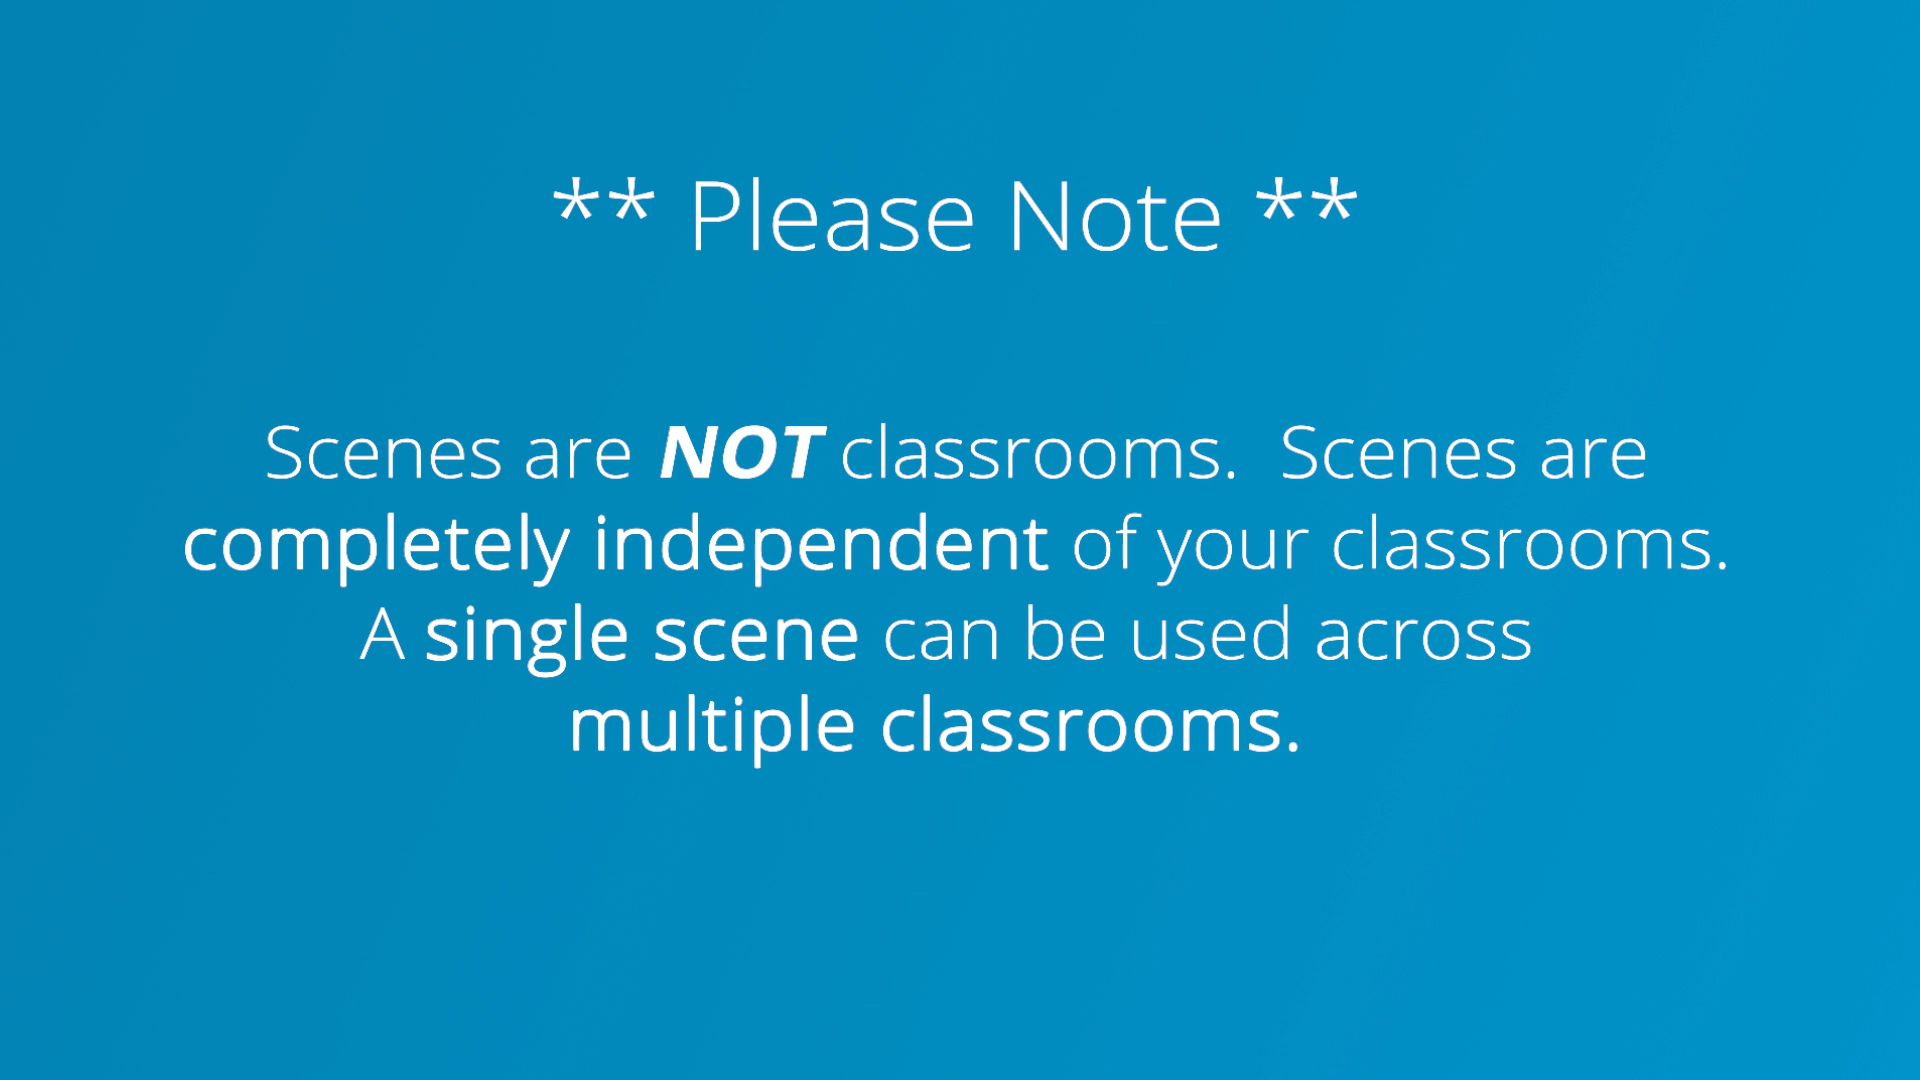 ** Please Note **
Scenes are NOT classrooms.  Scenes are
completely independent of your classrooms.
A single scene can be used across
multiple classrooms.